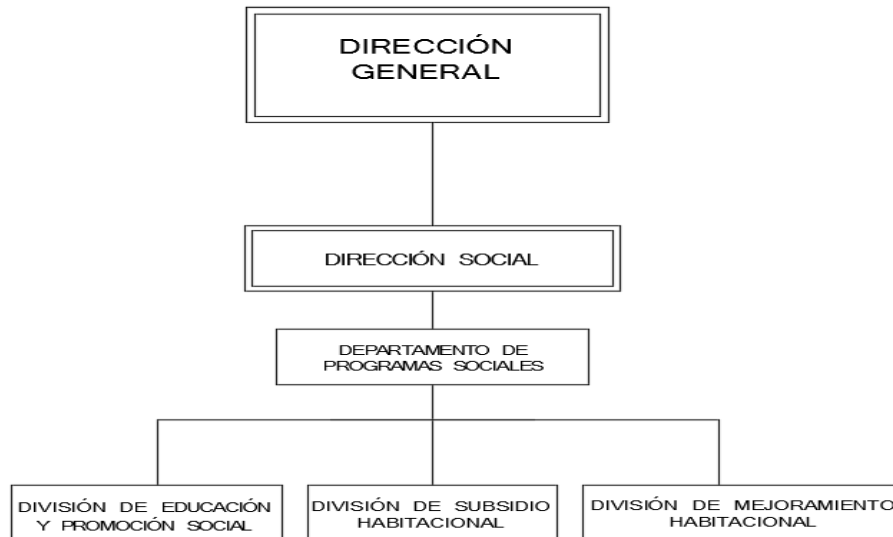 DIRECCIÓN
GENERAL
DIRECCIÓN SOCIAL
DEPARTAMENTO DE
PROGRAMAS SOCIALES
DIVISIÓN DE EDUCACIÓN
Y PROMOCIÓN SOCIAL
DIVISIÓN DE SUBSIDIO
HABITACIONAL
DIVISIÓN DE MEJORAMIENTO
HABITACIONAL